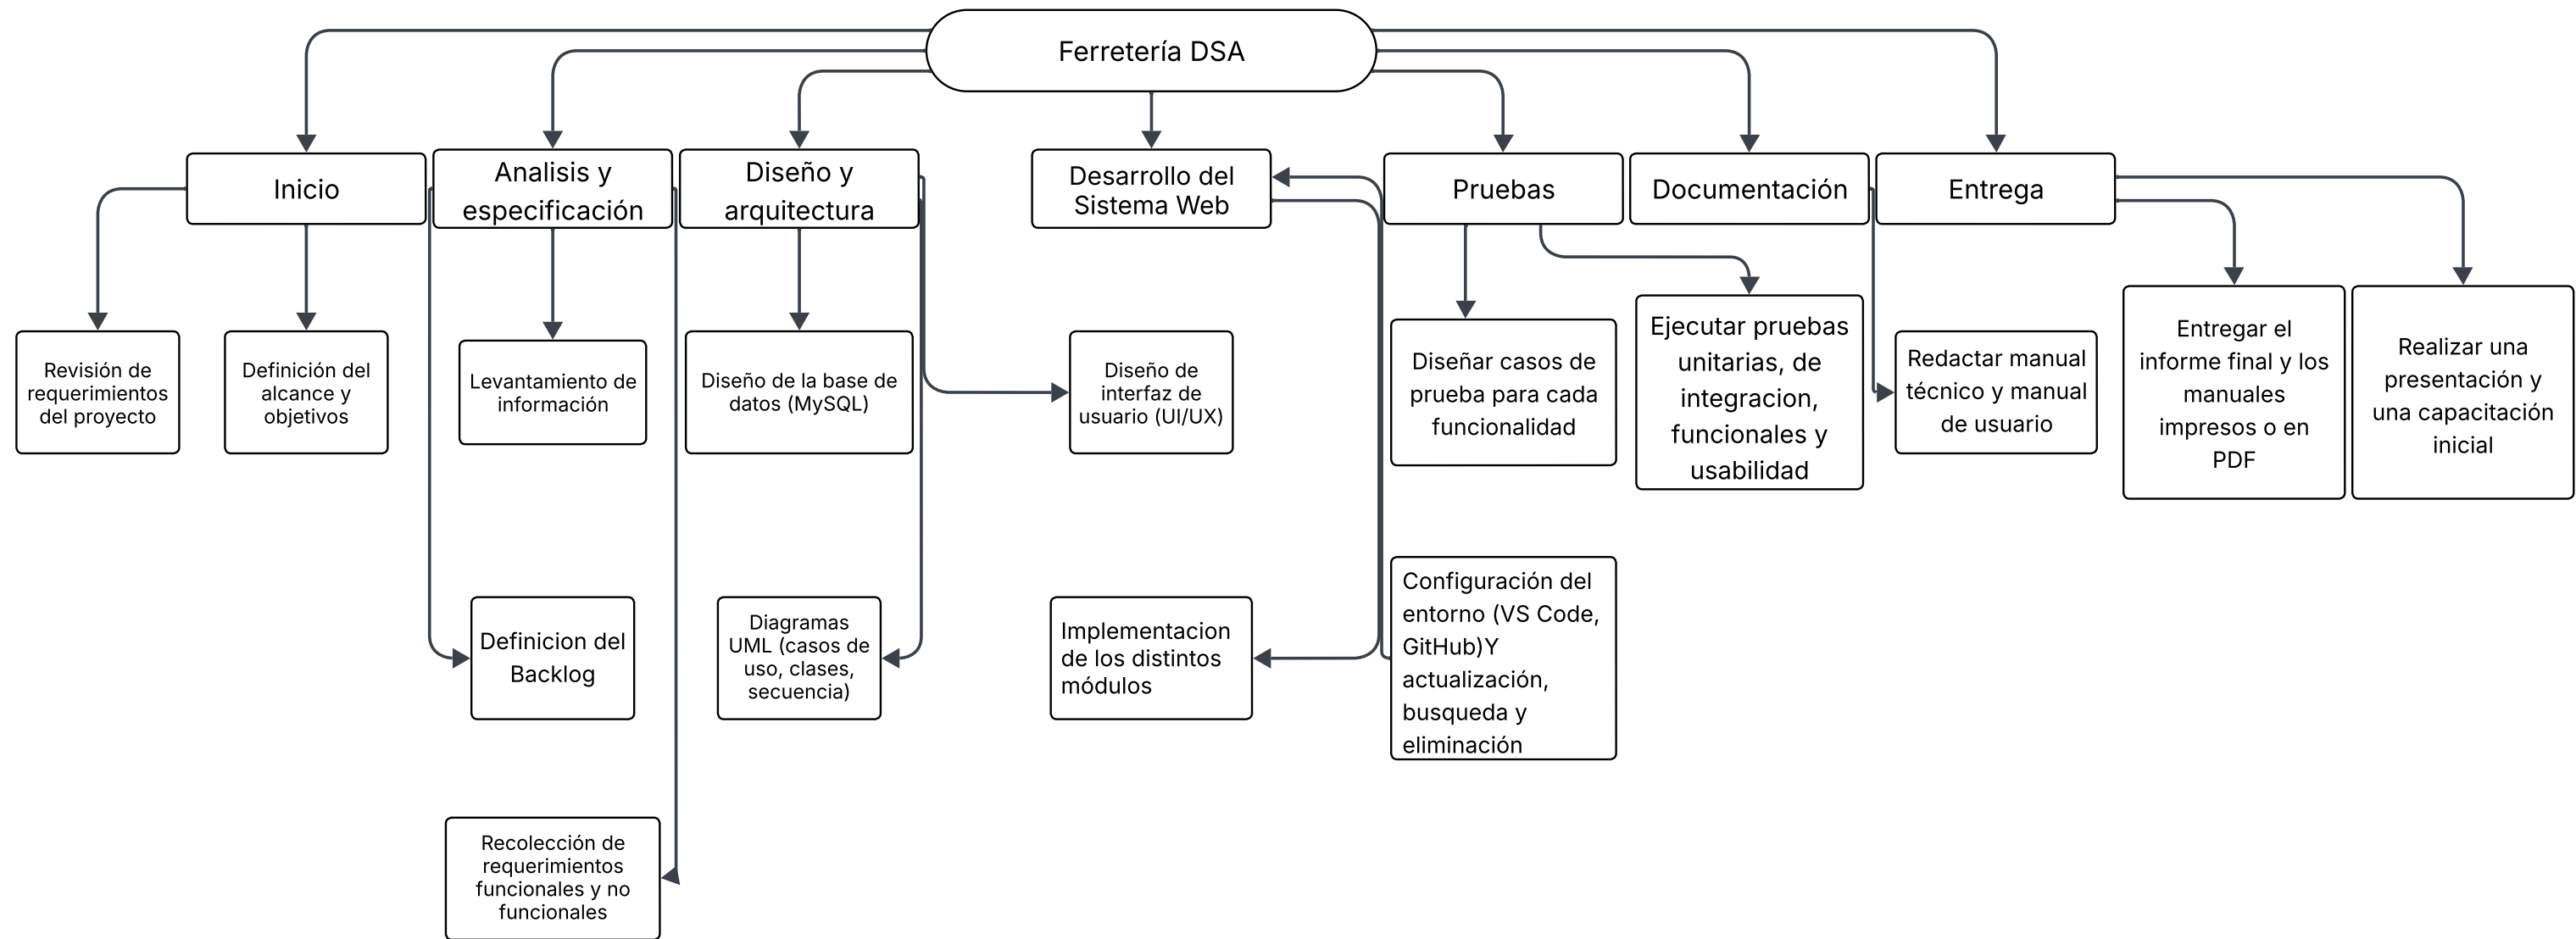 Ferretería DSA
Inicio
Analisis y
especificación
Diseño y
arquitectura
Desarrollo del
Sistema Web
Pruebas
Documentación
Entrega
Revisión de
requerimientos
del proyecto
Definición del
alcance y
objetivos
Levantamiento de
información
Diseño de la base de
datos (MySQL)
Diseño de
interfaz de
usuario (UI/UX)
Diseñar casos de
prueba para cada
funcionalidad
Ejecutar pruebas
unitarias, de
integracion,
funcionales y
usabilidad
Redactar manual
técnico y manual
de usuario
Entregar el
informe final y los
manuales
impresos o en
PDF
Realizar una
presentación y
una capacitación
inicial
Definicion del
Backlog
Diagramas
UML (casos de
uso, clases,
secuencia)
Implementacion
de los distintos
módulos
Configuración del
entorno (VS Code,
GitHub)Y
actualización,
busqueda y
eliminación
Recolección de
requerimientos
funcionales y no
funcionales